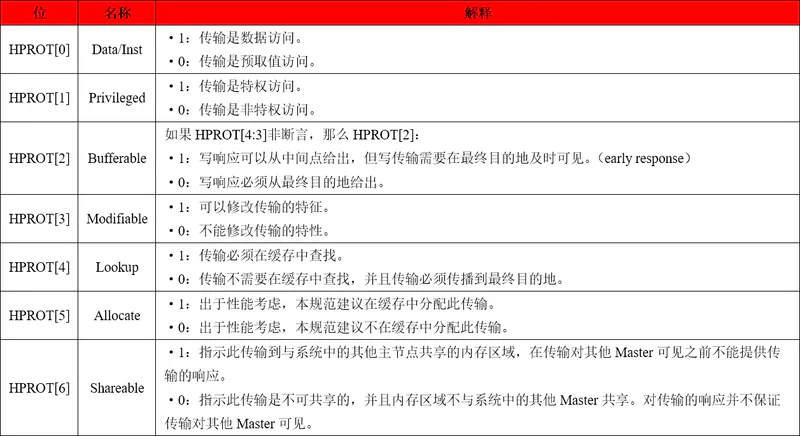 位 名称 解释
HPROT[0] Data/Inst
·1：传输是数据访问。
·0：传输是预取值访问。
HPROT[1] Privileged
·1：传输是特权访问。
·0：传输是非特权访问。
HPROT[2] Bufferable
如果 HPROT[4:3]非断言，那么 HPROT[2]：
·1：写响应可以从中间点给出，但写传输需要在最终目的地及时可见。（early response）
·0：写响应必须从最终目的地给出。
HPROT[3] Modifiable
·1：可以修改传输的特征。
·0：不能修改传输的特性。
HPROT[4] Lookup
·1：传输必须在缓存中查找。
·0：传输不需要在缓存中查找，并且传输必须传播到最终目的地。
HPROT[5] Allocate
·1：出于性能考虑，本规范建议在缓存中分配此传输。
·0：出于性能考虑，本规范建议不在缓存中分配此传输。
HPROT[6] Shareable
·1：指示此传输到与系统中的其他主节点共享的内存区域，在传输对其他 Master 可见之前不能提供传
输的响应。
·0：指示此传输是不可共享的，并且内存区域不与系统中的其他 Master 共享。对传输的响应并不保证
传输对其他 Master 可见。